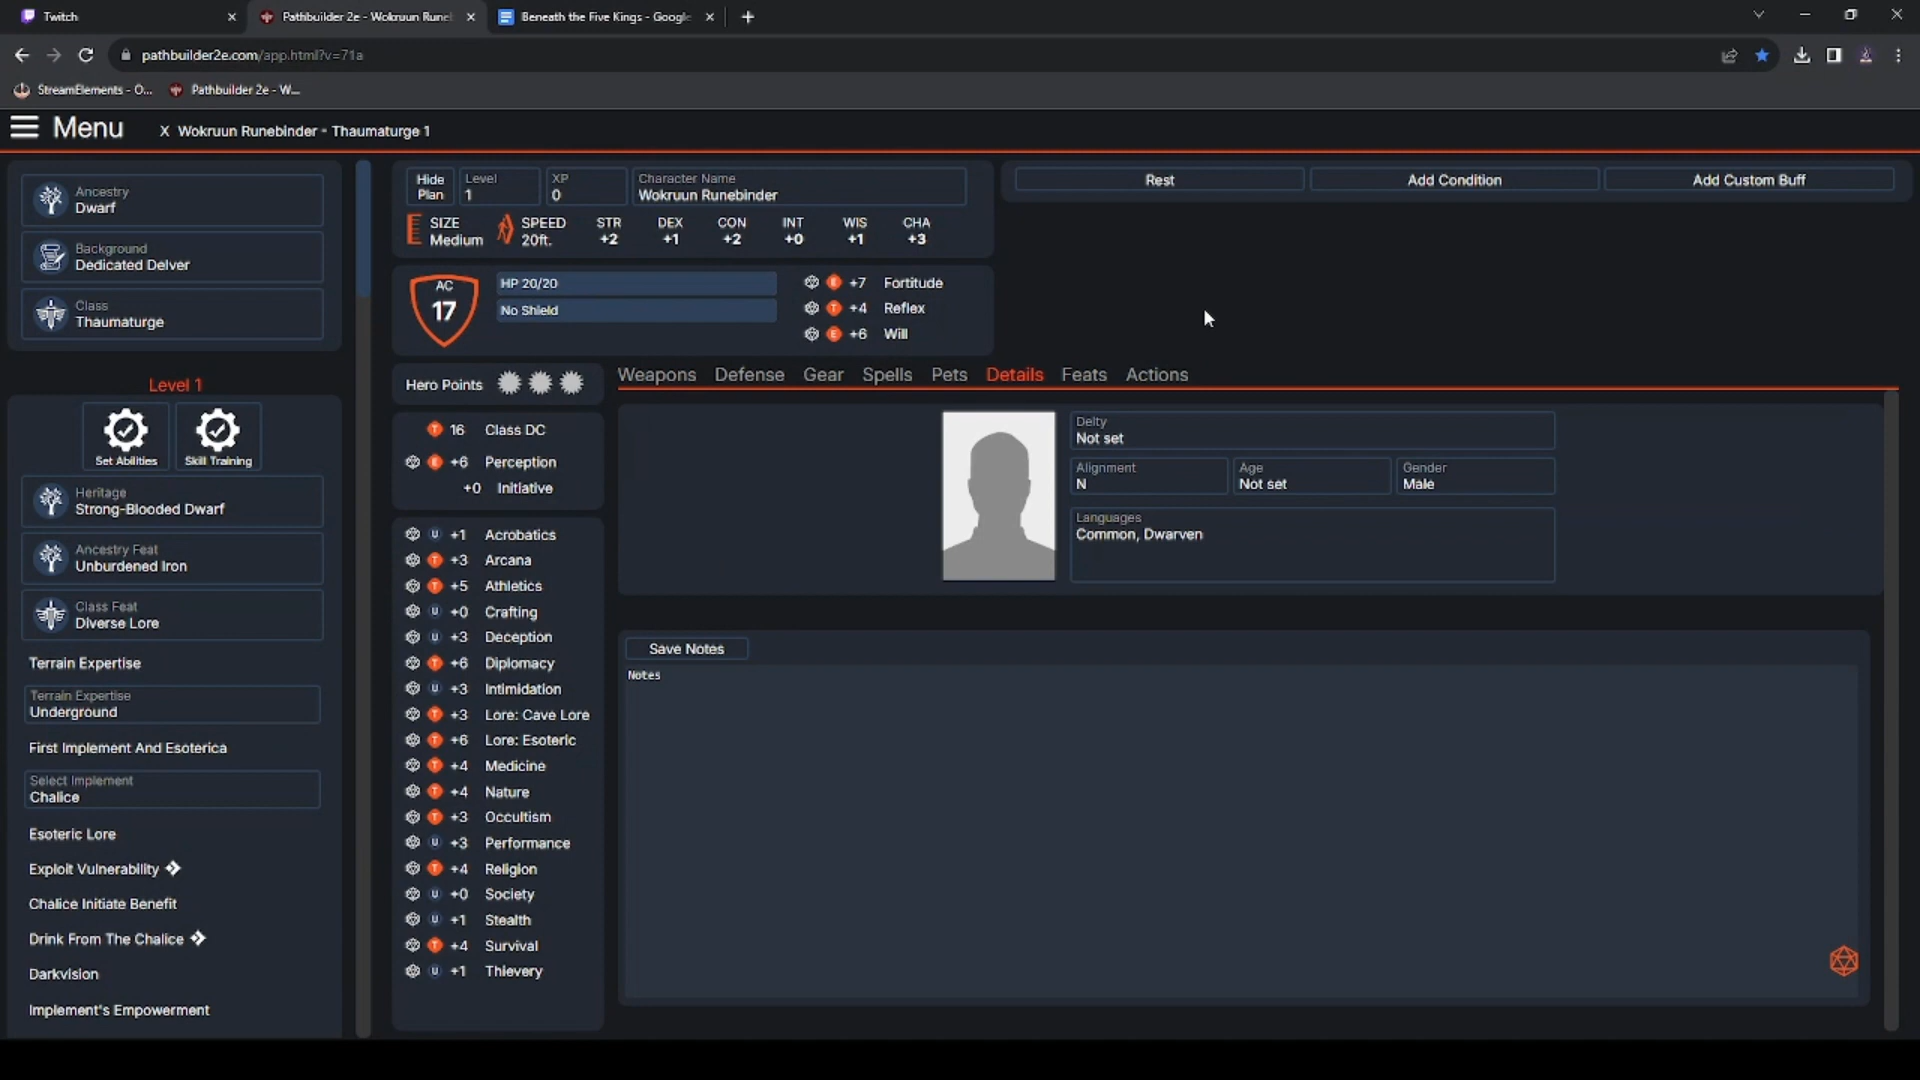 Twitch
Pathbuilder 2e - Wokruun Rune
Beneath the Five Kings - Google
pathbuilder2e.com/app.html?v=71a
StreamElements - O...
Pathbuilder 2e - W...
Menu
X Wokruun Runebinder - Thaumaturge 1
Ancestry
Dwarf
Background
Dedicated Delver
Class
Thaumaturge
Level 1
Set Abilities
Skill Training
Heritage
Strong-Blooded Dwarf
Ancestry Feat
Unburdened Iron
Class Feat
Diverse Lore
Terrain Expertise
Terrain Expertise
Underground
First Implement And Esoterica
Select Implement
Chalice
Esoteric Lore
Exploit Vulnerability
Chalice Initiate Benefit
Drink From The Chalice
Darkvision
Implement's Empowerment
Hide Plan
Level
1
XP
0
Character Name
Wokruun Runebinder
SIZE
Medium
SPEED
20ft.
STR
+2
DEX
+1
CON
+2
INT
+0
WIS
+1
CHA
+3
AC
17
HP 20/20
No Shield
E +7 Fortitude
T +4 Reflex
E +6 Will
Rest
Add Condition
Add Custom Buff
Hero Points
T 16 Class DC
E +6 Perception
+0 Initiative
U +1 Acrobatics
T +3 Arcana
T +5 Athletics
U +0 Crafting
U +3 Deception
T +6 Diplomacy
U +3 Intimidation
T +3 Lore: Cave Lore
T +6 Lore: Esoteric
T +4 Medicine
T +4 Nature
T +3 Occultism
U +3 Performance
T +4 Religion
U +0 Society
U +1 Stealth
T +4 Survival
U +1 Thievery
Weapons Defense Gear Spells Pets Details Feats Actions
Deity
Not set
Alignment
N
Age
Not set
Gender
Male
Languages
Common, Dwarven
Save Notes
Notes